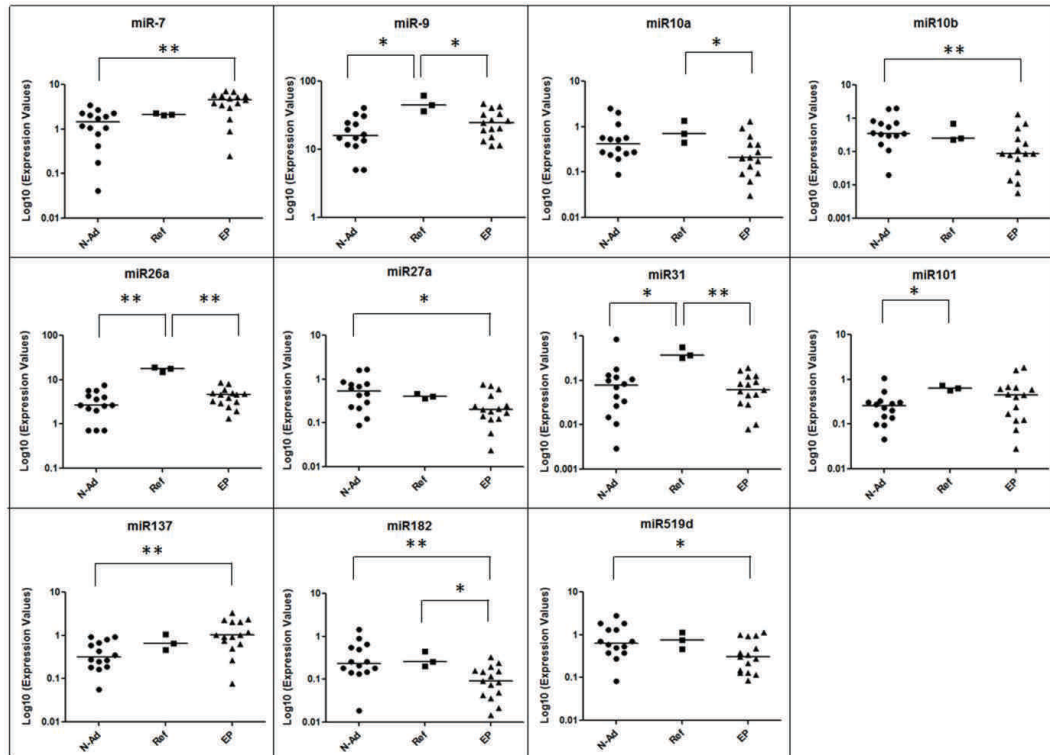 miR-7
**
Log10 (Expression Values)
10
1
0.1
0.01
N-Ad
Ref
EP
miR-9
*
*
Log10 (Expression Values)
100
10
1
N-Ad
Ref
EP
miR10a
*
Log10 (Expression Values)
10
1
0.1
0.01
N-Ad
Ref
EP
miR10b
**
Log10 (Expression Values)
10
1
0.1
0.01
0.001
N-Ad
Ref
EP
miR26a
**
**
Log10 (Expression Values)
100
10
1
0.1
N-Ad
Ref
EP
miR27a
*
Log10 (Expression Values)
10
1
0.1
0.01
N-Ad
Ref
EP
miR31
*
**
Log10 (Expression Values)
1
0.1
0.01
0.001
N-Ad
Ref
EP
miR101
*
Log10 (Expression Values)
10
1
0.1
0.01
N-Ad
Ref
EP
miR137
**
Log10 (Expression Values)
10
1
0.1
0.01
N-Ad
Ref
EP
miR182
**
*
Log10 (Expression Values)
10
1
0.1
0.01
N-Ad
Ref
EP
miR519d
*
Log10 (Expression Values)
10
1
0.1
0.01
N-Ad
Ref
EP